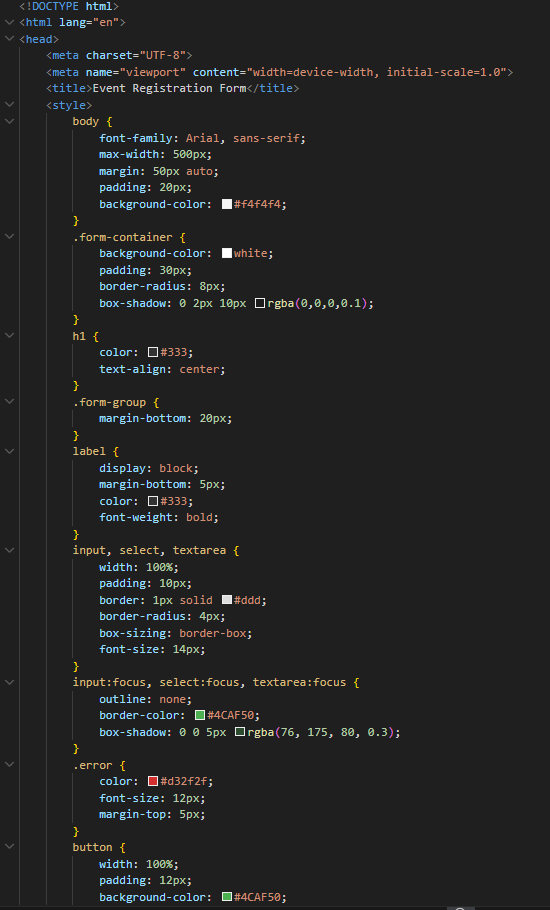 <!DOCTYPE html>
<html lang="en">
<head>
<meta charset="UTF-8">
<meta name="viewport" content="width=device-width, initial-scale=1.0">
<title>Event Registration Form</title>
<style>
body {
font-family: Arial, sans-serif;
max-width: 500px;
margin: 50px auto;
padding: 20px;
background-color: #f4f4f4;
}
.form-container {
background-color: white;
padding: 30px;
border-radius: 8px;
box-shadow: 0 2px 10px rgba(0,0,0,0.1);
}
h1 {
color: #333;
text-align: center;
}
.form-group {
margin-bottom: 20px;
}
label {
display: block;
margin-bottom: 5px;
color: #333;
font-weight: bold;
}
input, select, textarea {
width: 100%;
padding: 10px;
border: 1px solid #ddd;
border-radius: 4px;
box-sizing: border-box;
font-size: 14px;
}
input:focus, select:focus, textarea:focus {
outline: none;
border-color: #4CAF50;
box-shadow: 0 0 5px rgba(76, 175, 80, 0.3);
}
.error {
color: #d32f2f;
font-size: 12px;
margin-top: 5px;
}
button {
width: 100%;
padding: 12px;
background-color: #4CAF50;